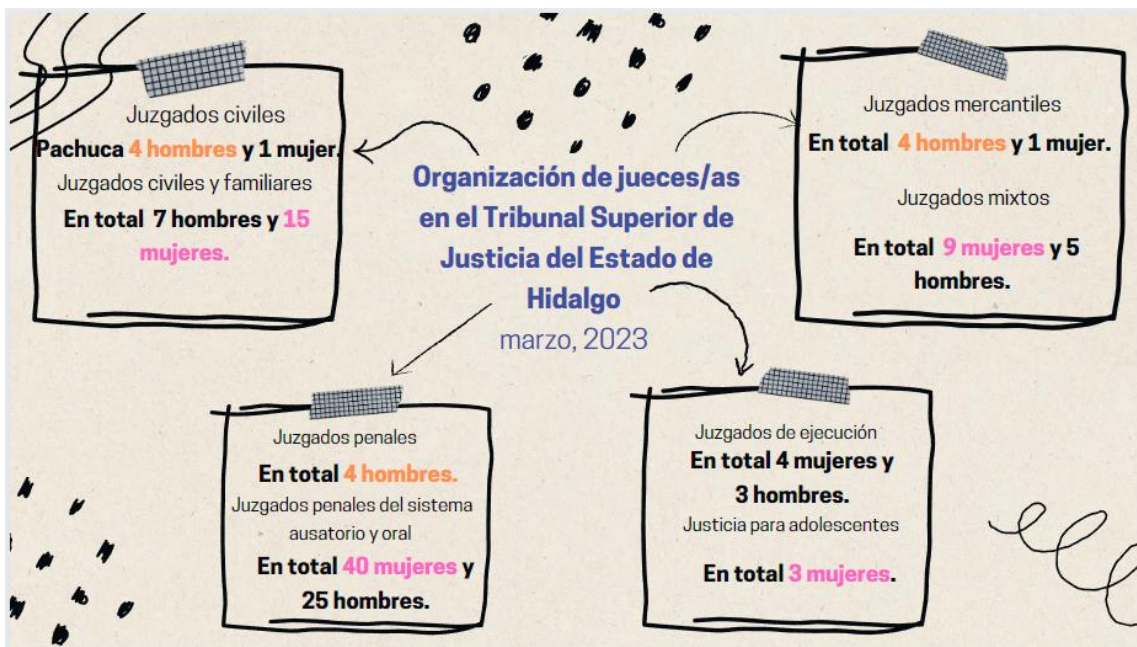 Organización de jueces/as
en el Tribunal Superior de
Justicia del Estado de
Hidalgo
marzo, 2023
Juzgados civiles
Pachuca 4 hombres y 1 mujer.
Juzgados civiles y familiares
En total 7 hombres y 15
mujeres.
Juzgados mercantiles
En total 4 hombres y 1 mujer.
Juzgados mixtos
En total 9 mujeres y 5
hombres.
Juzgados penales
En total 4 hombres.
Juzgados penales del sistema
ausatorio y oral
En total 40 mujeres y
25 hombres.
Juzgados de ejecución
En total 4 mujeres y
3 hombres.
Justicia para adolescentes
En total 3 mujeres.